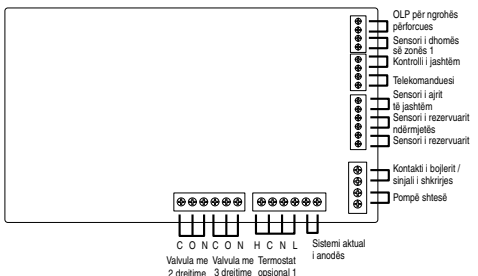 OLP për ngrohës
përforcues
Sensori i dhomës
së zonës 1
Kontrolli i jashtëm
Telekomanduesi
Sensori i ajrit
të jashtëm
Sensori i rezervuarit
ndërmjetës
Sensori i rezervuarit
Kontakti i bojlerit /
sinjali i shkrirjes
Pompë shtesë
C O N C O N H C N L
Valvula me
2 drejtime
Valvula me
3 drejtime
Termostat
opsional 1
Sistemi aktual
i anodës